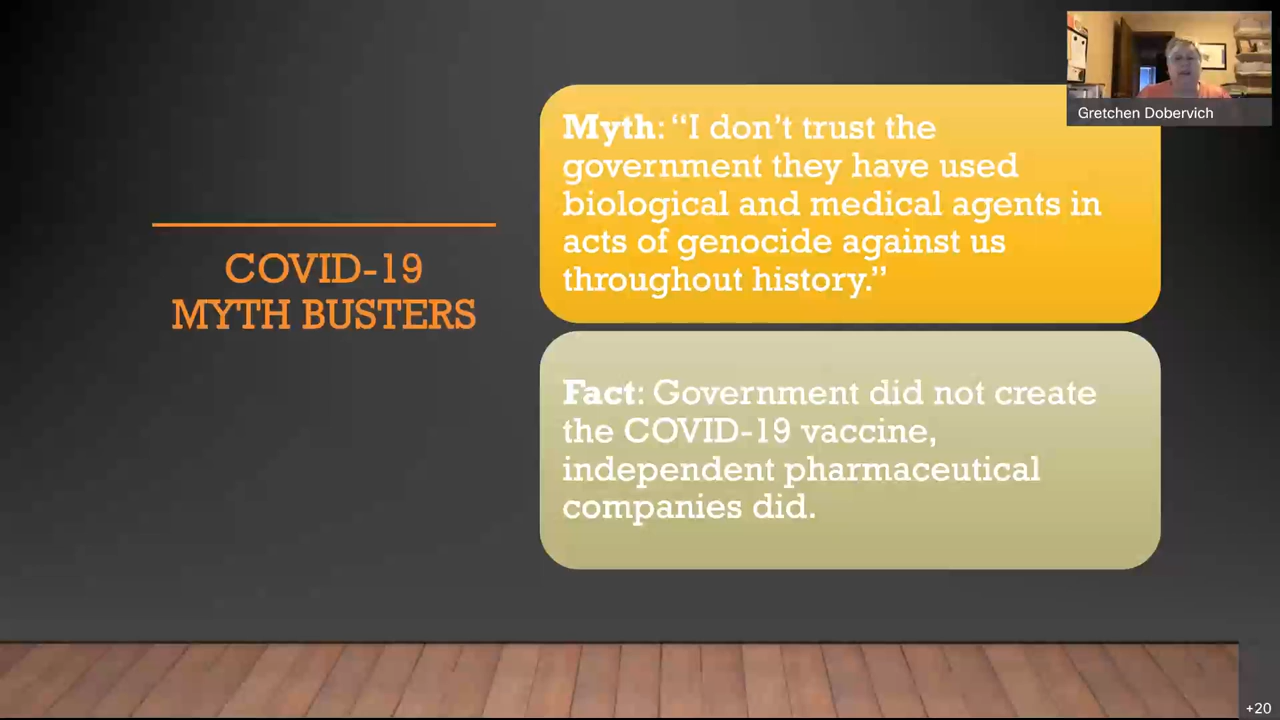 COVID-19
MYTH BUSTERS
Myth: “I don’t trust the
government they have used
biological and medical agents in
acts of genocide against us
throughout history.”
Fact: Government did not create
the COVID-19 vaccine,
independent pharmaceutical
companies did.
Gretchen Dobervich
+20